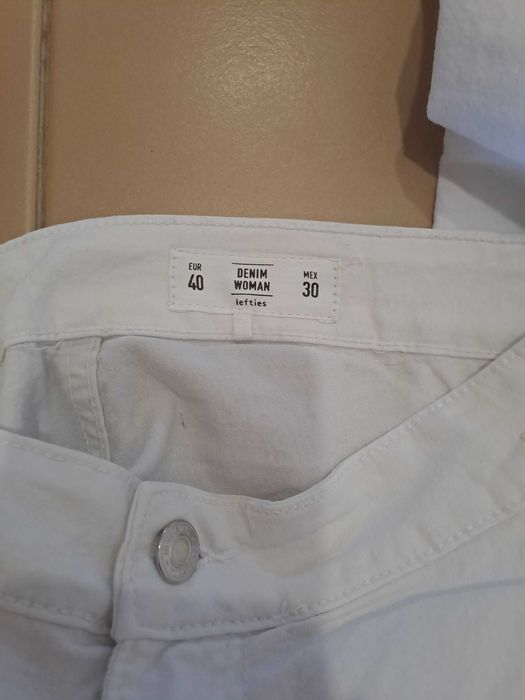 EUR
40
DENIM
WOMAN
lefties
MEX
30